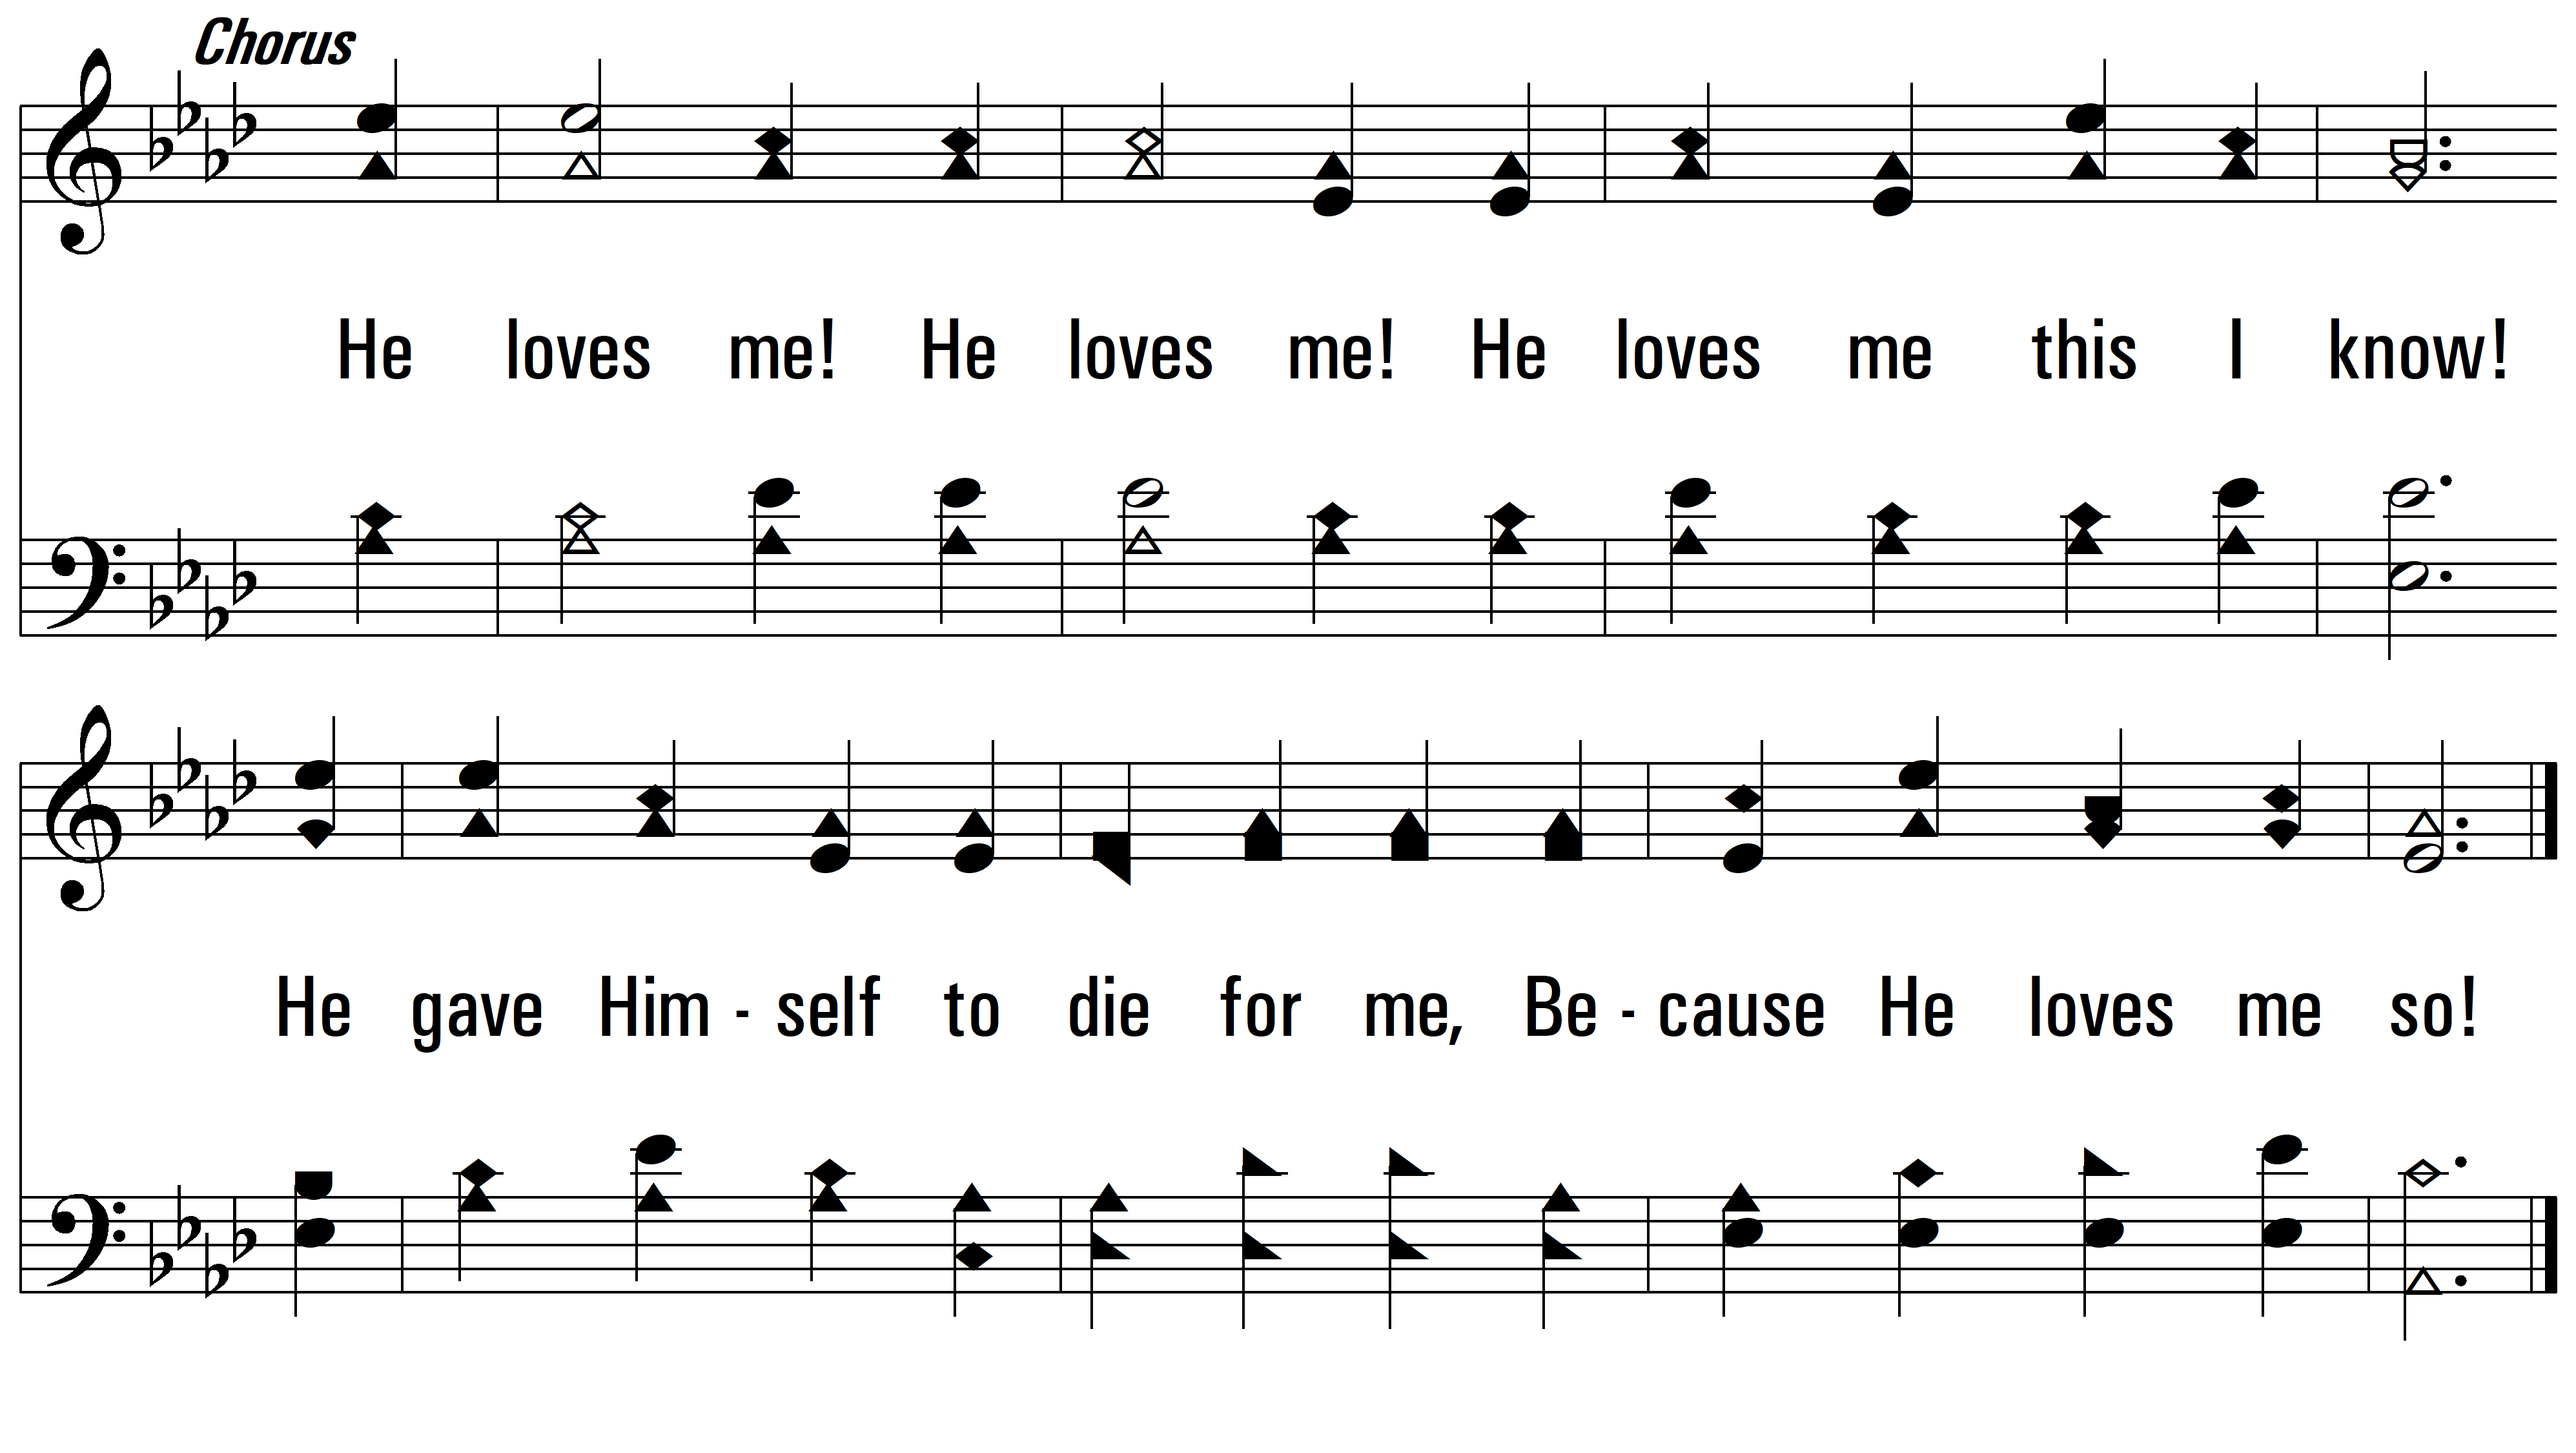 Chorus
He loves me! He loves me! He loves me this I know!
He gave Him - self to die for me, Be - cause He loves me so!